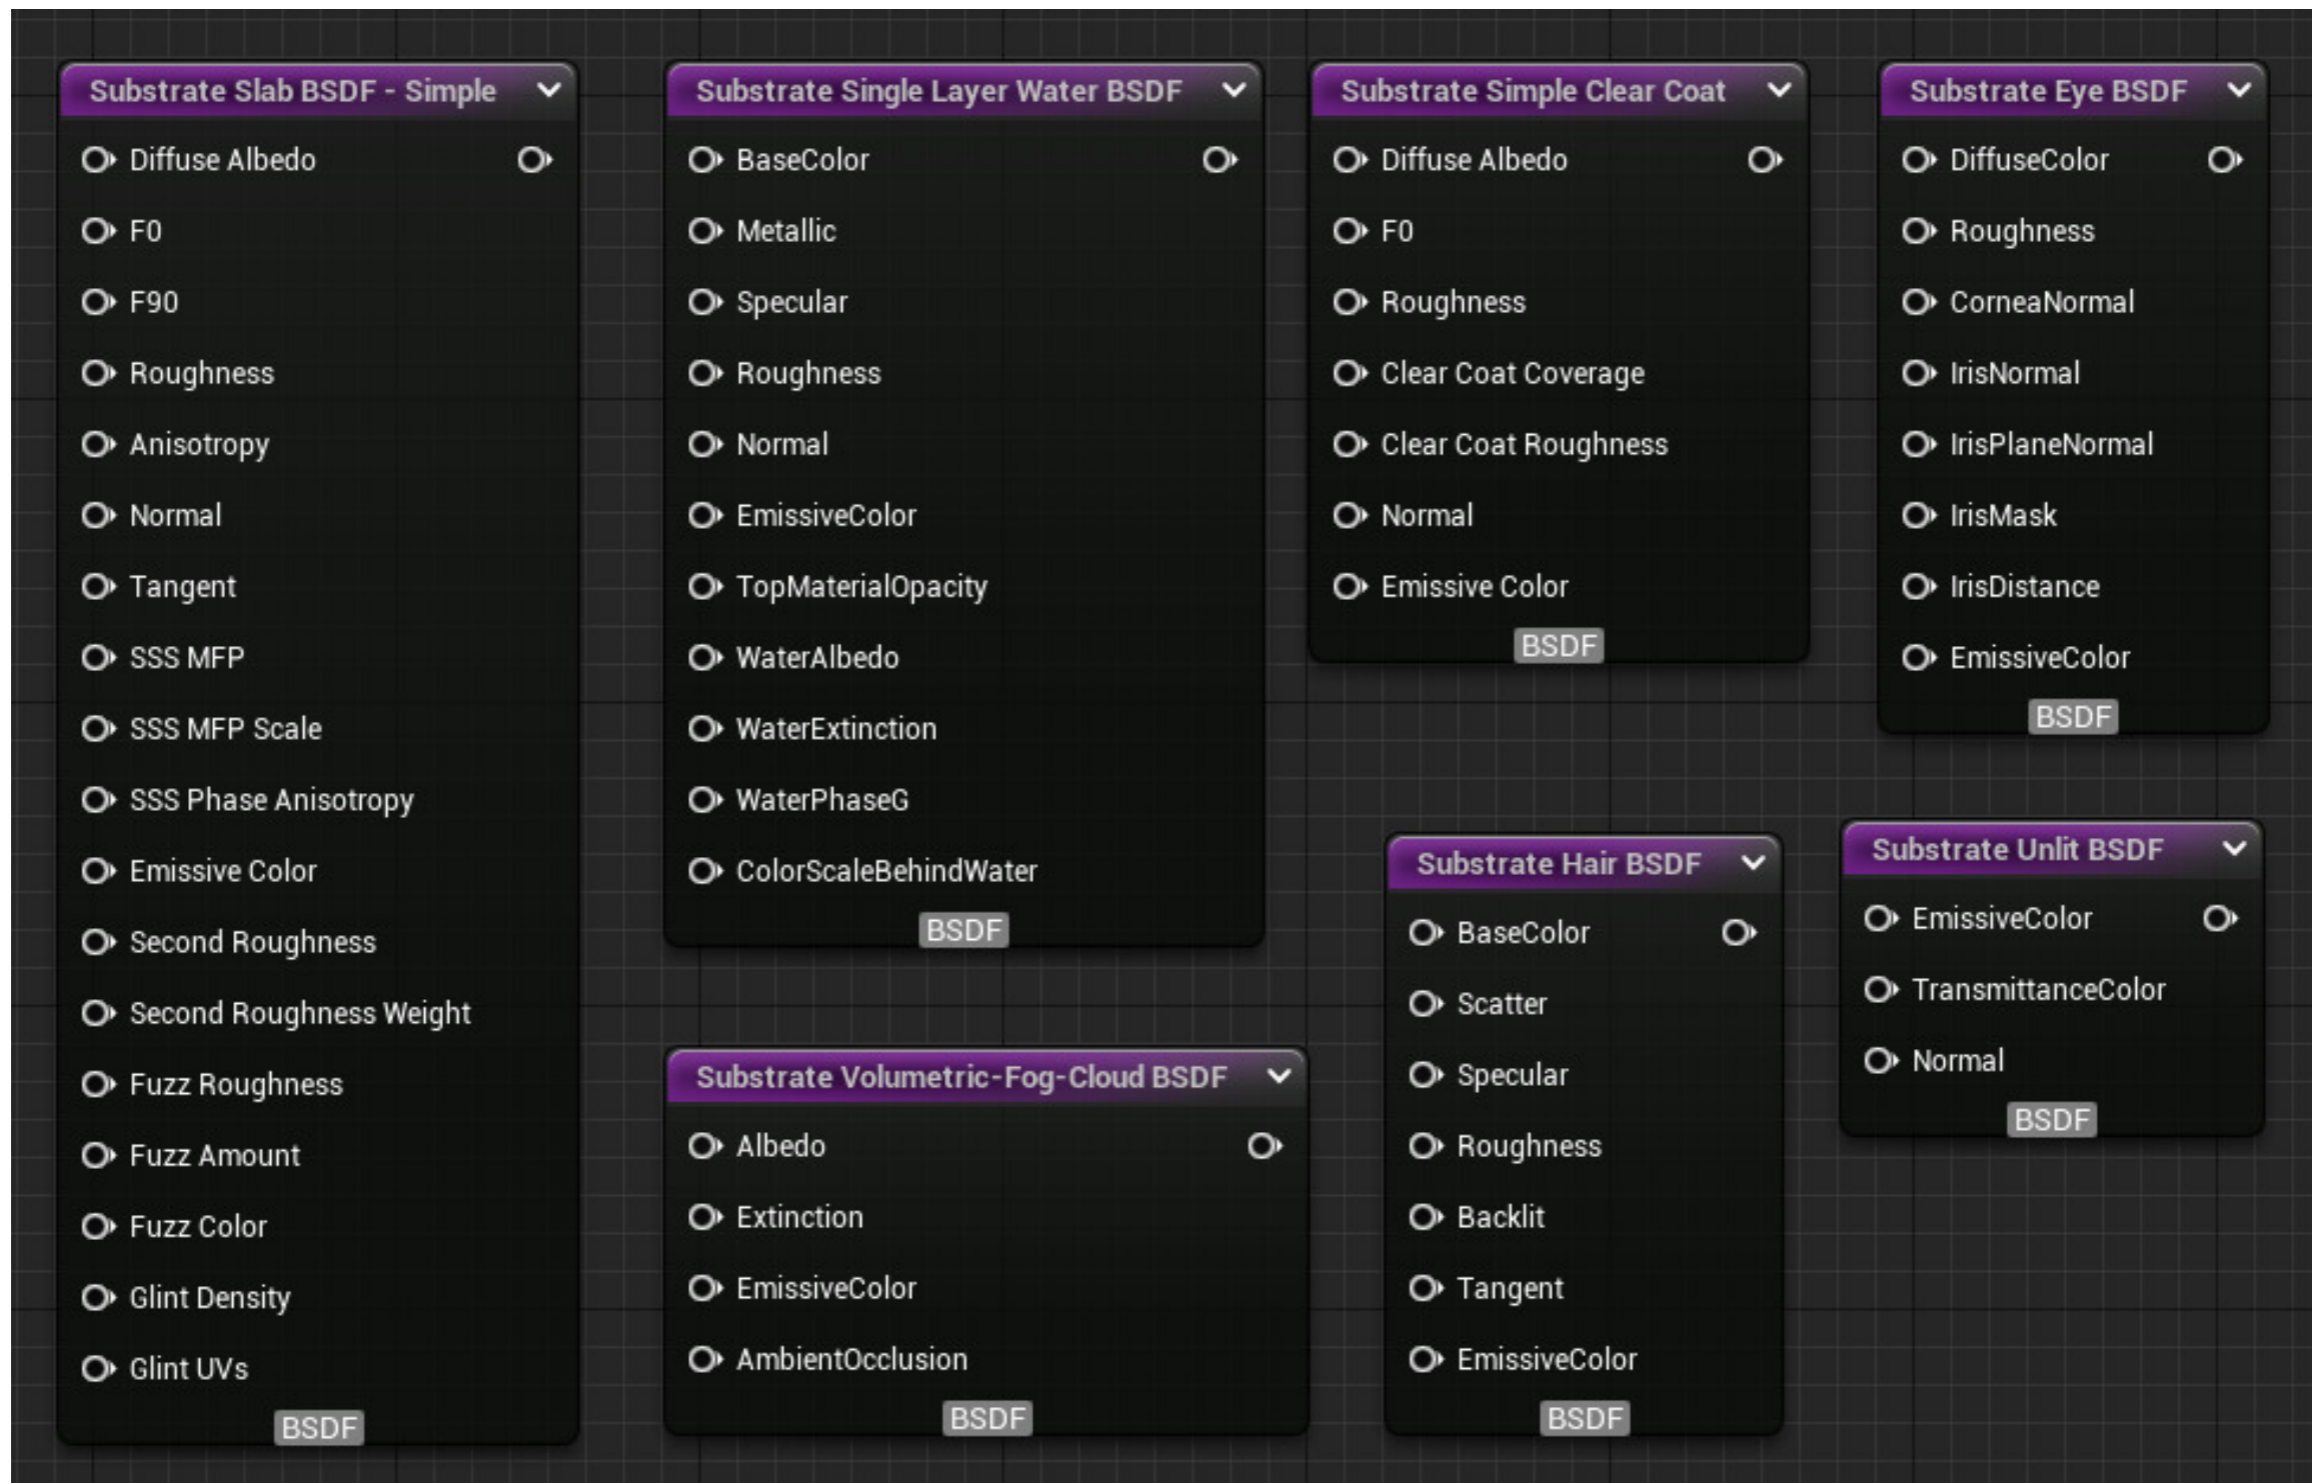 Substrate Slab BSDF - Simple
Diffuse Albedo
F0
F90
Roughness
Anisotropy
Normal
Tangent
SSS MFP
SSS MFP Scale
SSS Phase Anisotropy
Emissive Color
Second Roughness
Second Roughness Weight
Fuzz Roughness
Fuzz Amount
Fuzz Color
Glint Density
Glint UVs
BSDF
Substrate Single Layer Water BSDF
BaseColor
Metallic
Specular
Roughness
Normal
EmissiveColor
TopMaterialOpacity
WaterAlbedo
WaterExtinction
WaterPhaseG
ColorScaleBehindWater
BSDF
Substrate Volumetric-Fog-Cloud BSDF
Albedo
Extinction
EmissiveColor
AmbientOcclusion
BSDF
Substrate Simple Clear Coat
Diffuse Albedo
F0
Roughness
Clear Coat Coverage
Clear Coat Roughness
Normal
Emissive Color
BSDF
Substrate Hair BSDF
BaseColor
Scatter
Specular
Roughness
Backlit
Tangent
EmissiveColor
BSDF
Substrate Eye BSDF
DiffuseColor
Roughness
CorneaNormal
IrisNormal
IrisPlaneNormal
IrisMask
IrisDistance
EmissiveColor
BSDF
Substrate Unlit BSDF
EmissiveColor
TransmittanceColor
Normal
BSDF